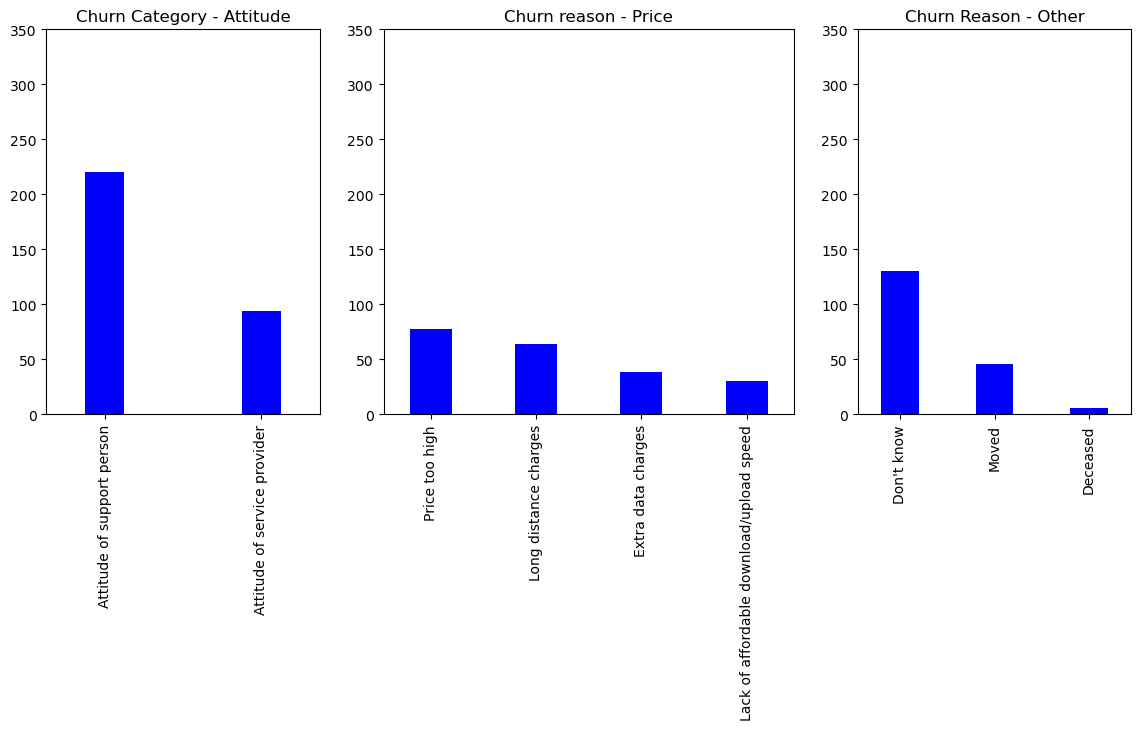 Churn Category - Attitude
350
300
250
200
150
100
50
0
Attitude of support person
Attitude of service provider
Churn reason - Price
350
300
250
200
150
100
50
0
Price too high
Long distance charges
Extra data charges
Lack of affordable download/upload speed
Churn Reason - Other
350
300
250
200
150
100
50
0
Don't know
Moved
Deceased